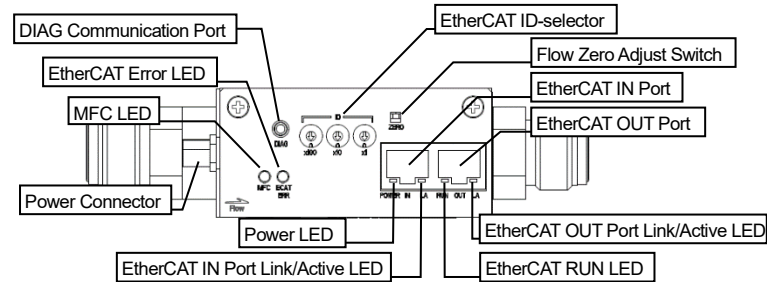 EtherCAT ID-selector
DIAG Communication Port
Flow Zero Adjust Switch
EtherCAT Error LED
EtherCAT IN Port
MFC LED
EtherCAT OUT Port
ID
ZERO
DIAG
x100 x10 x1
MFC ECAT ERR
POWER IN LA RUN OUT LA
Flow
Power Connector
Power LED
EtherCAT OUT Port Link/Active LED
EtherCAT IN Port Link/Active LED
EtherCAT RUN LED